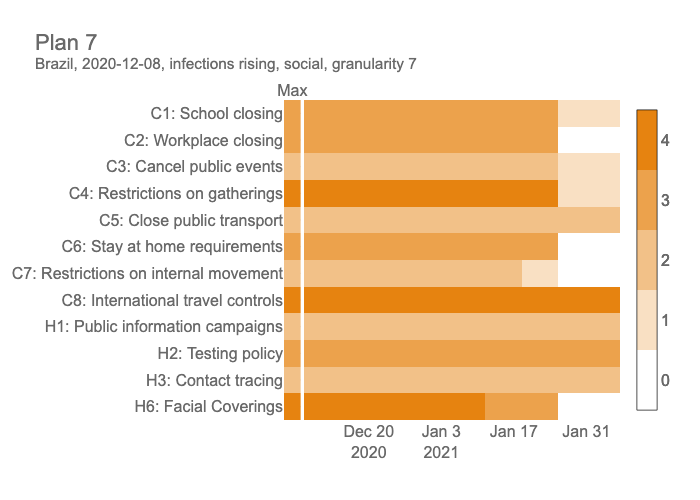 Plan 7
Brazil, 2020-12-08, infections rising, social, granularity 7
Max
C1: School closing
C2: Workplace closing
C3: Cancel public events
C4: Restrictions on gatherings
C5: Close public transport
C6: Stay at home requirements
C7: Restrictions on internal movement
C8: International travel controls
H1: Public information campaigns
H2: Testing policy
H3: Contact tracing
H6: Facial Coverings
4
3
2
1
0
Dec 20 Jan 3 Jan 17 Jan 31
2020 2021